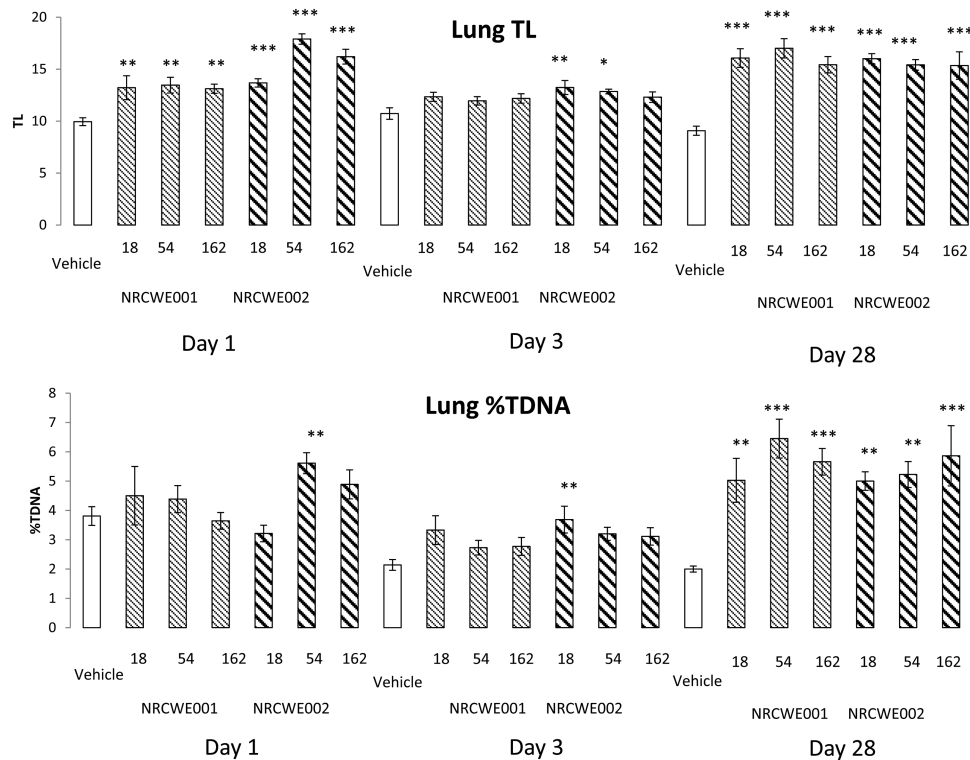 Lung TL
20
15
10
5
0
TL
** ** ** *** *** *** ** * *** *** *** *** *** ***
18 54 162 18 54 162 18 54 162 18 54 162 18 54 162 18 54 162
Vehicle Vehicle Vehicle
NRCWE001 NRCWE002 NRCWE001 NRCWE002 NRCWE001 NRCWE002
Day 1 Day 3 Day 28
Lung %TDNA
8
7
6
5
4
3
2
1
0
%TDNA
** ** ** *** *** ** ** ***
18 54 162 18 54 162 18 54 162 18 54 162 18 54 162 18 54 162
Vehicle Vehicle Vehicle
NRCWE001 NRCWE002 NRCWE001 NRCWE002 NRCWE001 NRCWE002
Day 1 Day 3 Day 28